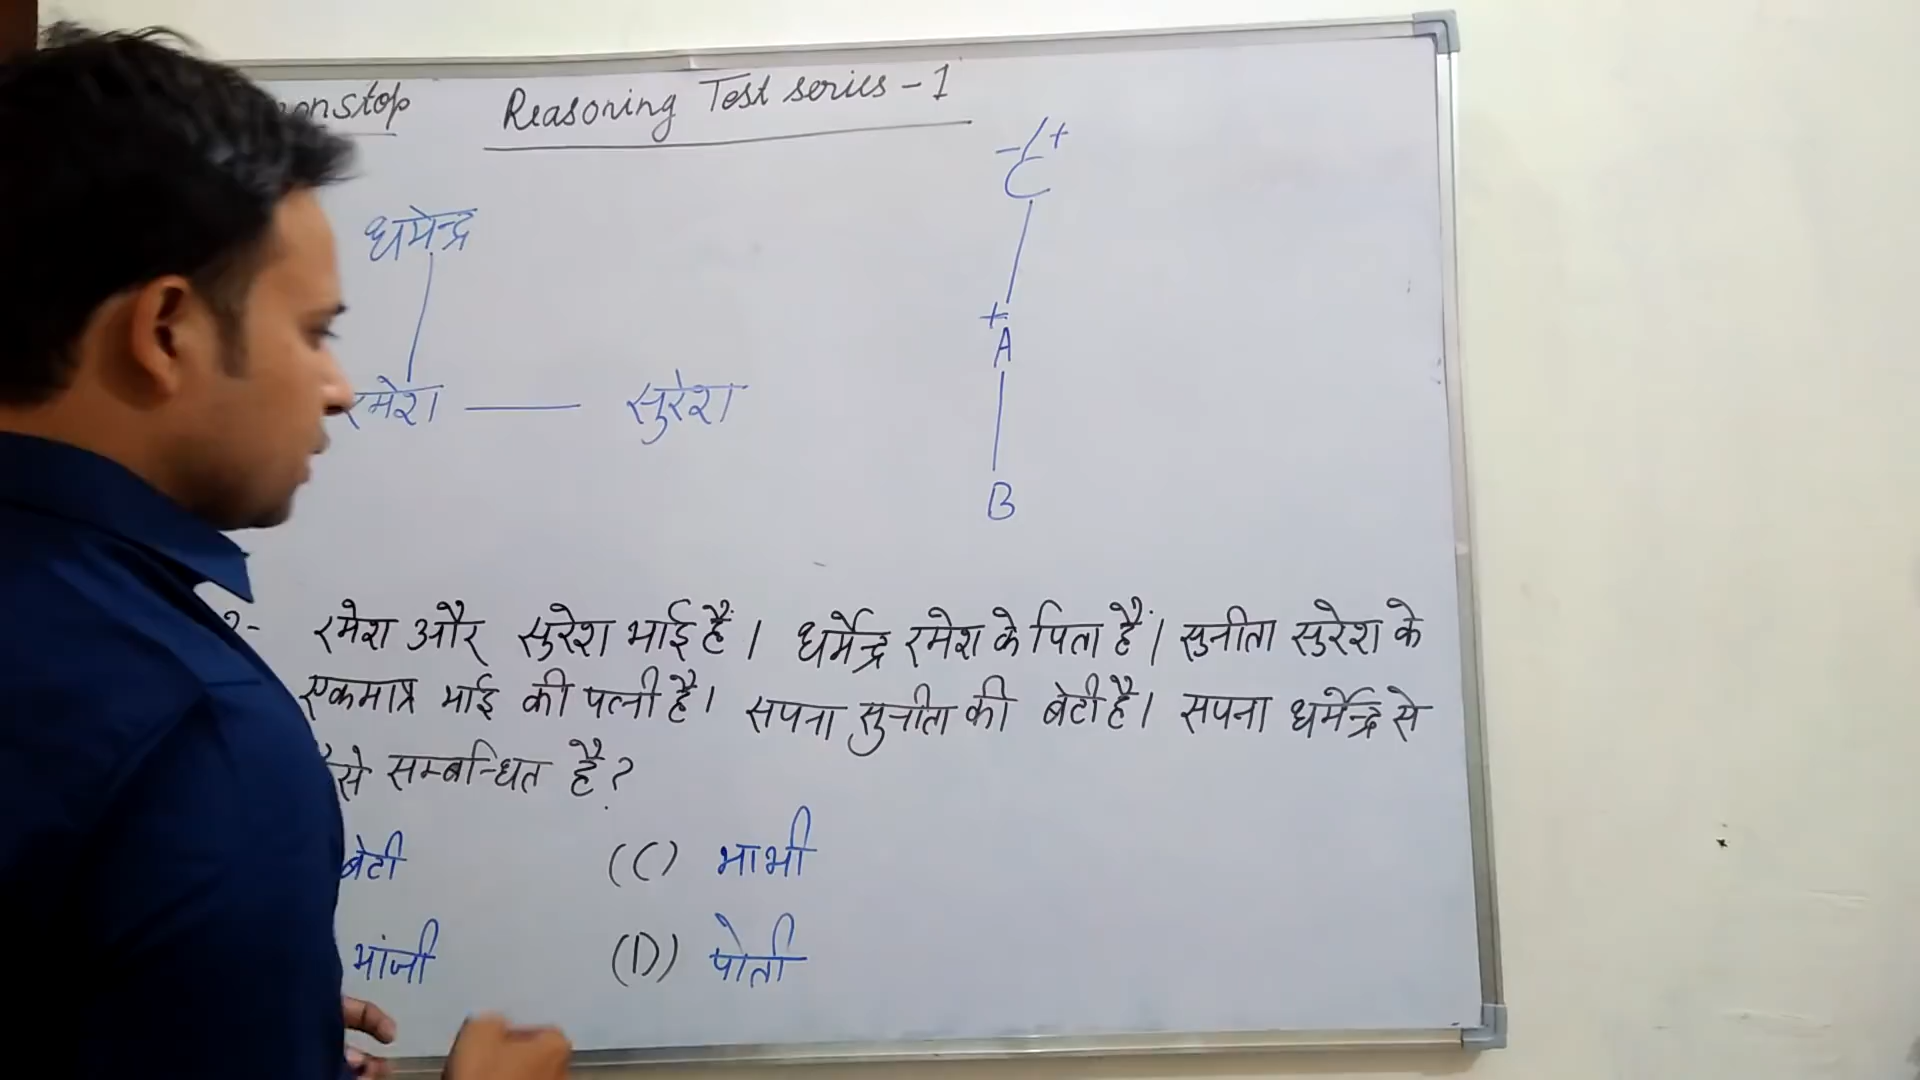 nonstop Reasoning Test series - 1
- / +
C
धर्मेन्द्र
+
A
रमेश —— सुरेश
B
रमेश और सुरेश भाई हैं। धर्मेन्द्र रमेश के पिता हैं। सुनीता सुरेश के
एकमात्र भाई की पत्नी है। सपना सुनीता की बेटी है। सपना धर्मेन्द्र से
से सम्बन्धित है?
बेटी (C) भाभी
भांजी (D) पोती